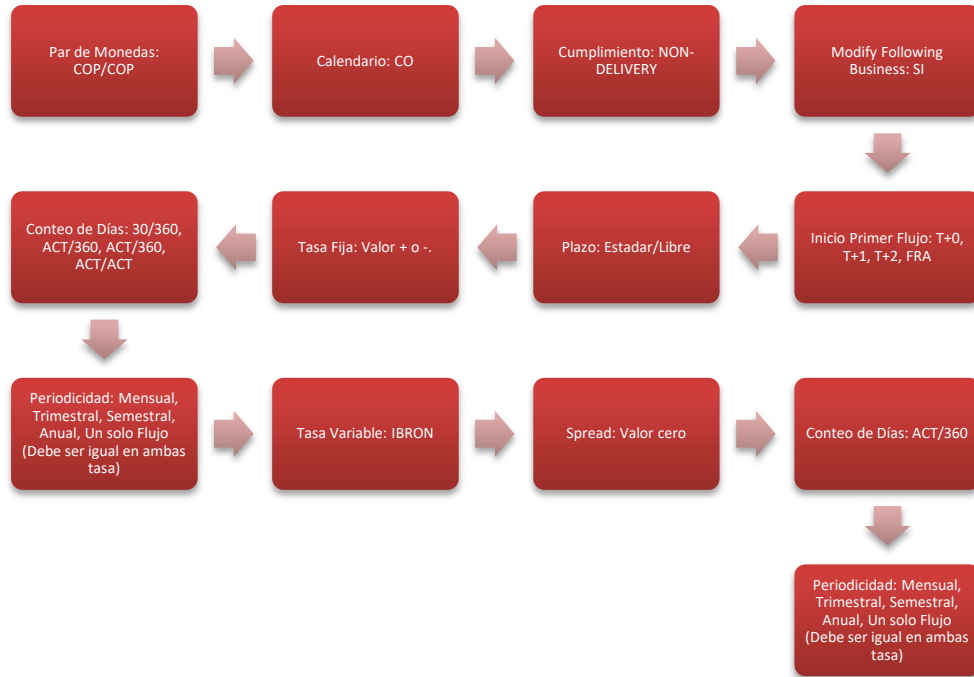 Par de Monedas:
COP/COP
Calendario: CO
Cumplimiento: NON-
DELIVERY
Modify Following
Business: SI
Inicio Primer Flujo: T+0,
T+1, T+2, FRA
Plazo: Estadar/Libre
Tasa Fija: Valor + o -.
Conteo de Días: 30/360,
ACT/360, ACT/360,
ACT/ACT
Periodicidad: Mensual,
Trimestral, Semestral,
Anual, Un solo Flujo
(Debe ser igual en ambas
tasa)
Tasa Variable: IBRON
Spread: Valor cero
Conteo de Días: ACT/360
Periodicidad: Mensual,
Trimestral, Semestral,
Anual, Un solo Flujo
(Debe ser igual en ambas
tasa)